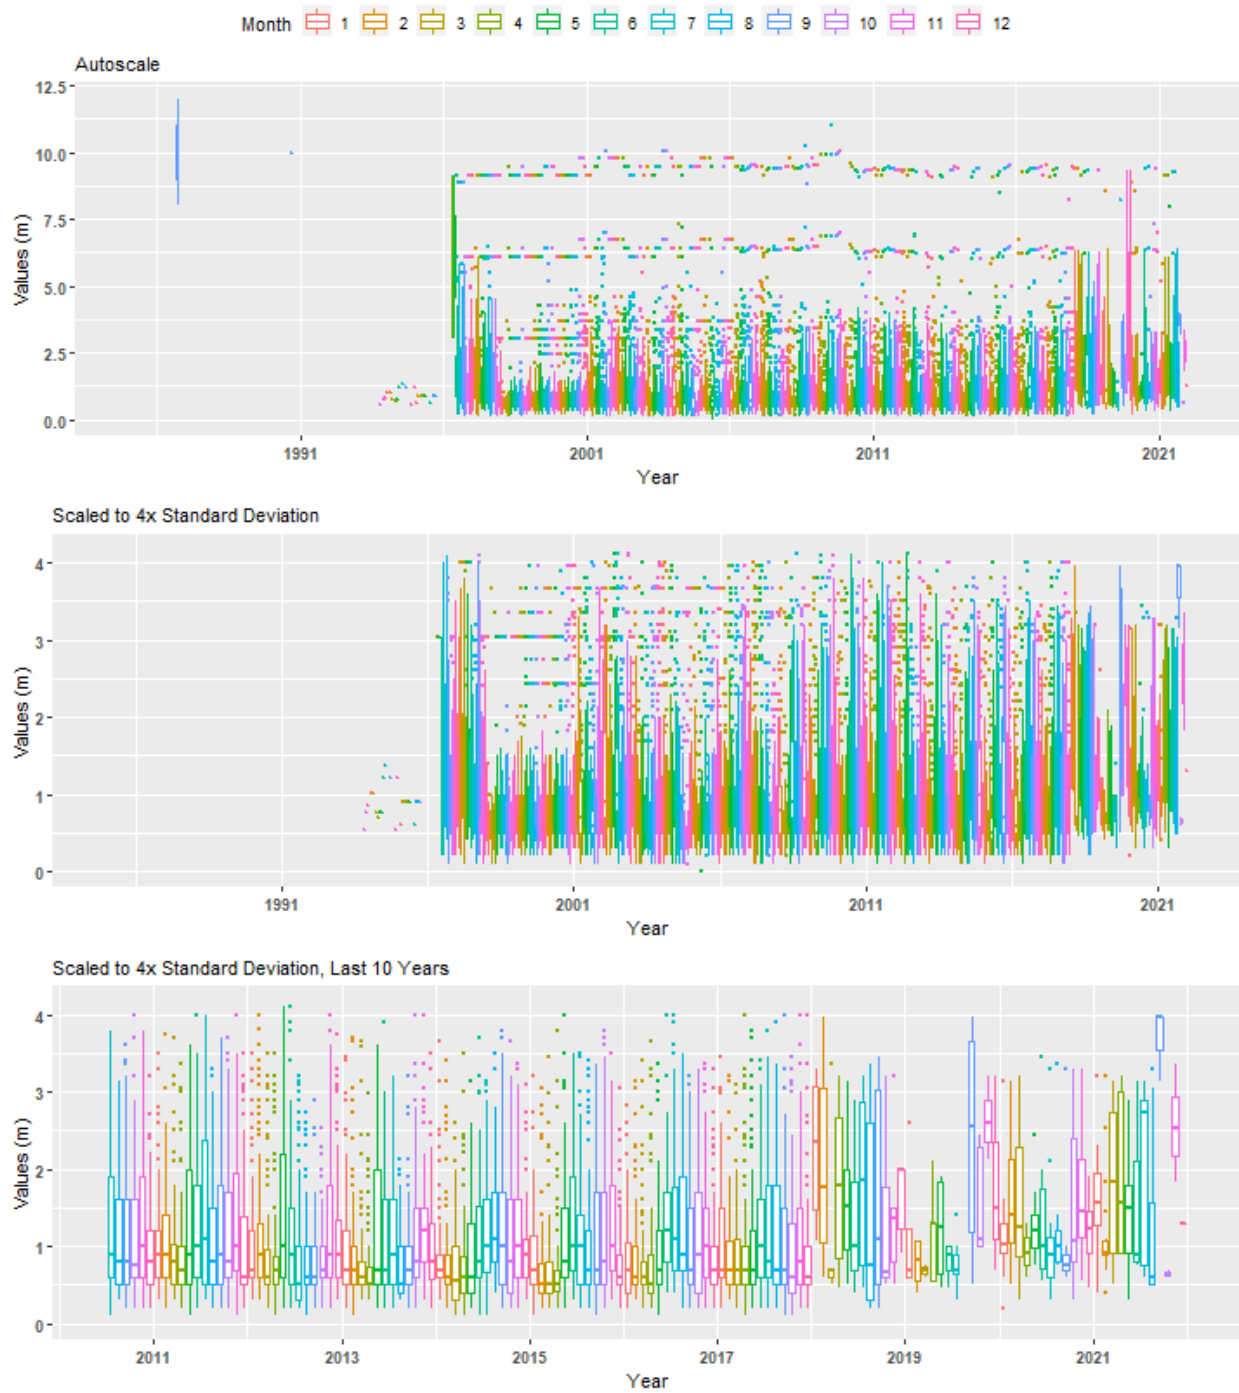 Month 1 2 3 4 5 6 7 8 9 10 11 12
Autoscale
12.5
10.0
7.5
5.0
2.5
0.0
Values (m)
1991 2001 2011 2021
Year
Scaled to 4x Standard Deviation
4
3
2
1
0
Values (m)
1991 2001 2011 2021
Year
Scaled to 4x Standard Deviation, Last 10 Years
4
3
2
1
0
Values (m)
2011 2013 2015 2017 2019 2021
Year